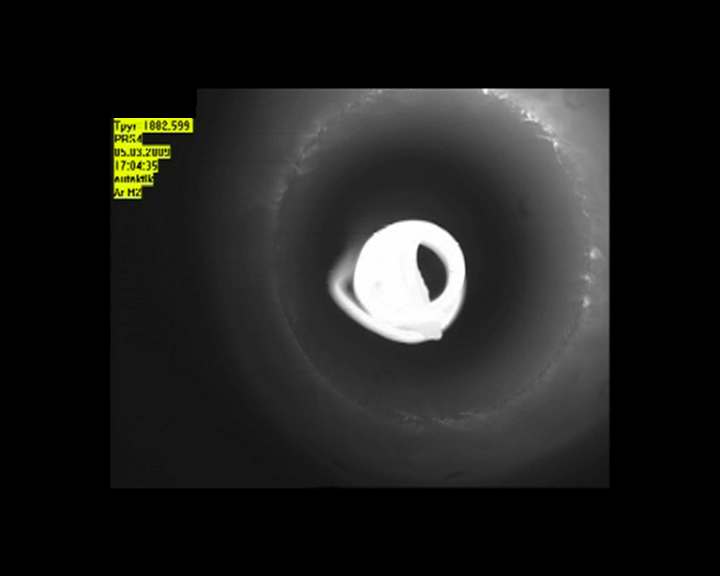 Tpyr 1882.599
PRS4
05.03.2009
17:04:35
eutektik
Ar H2